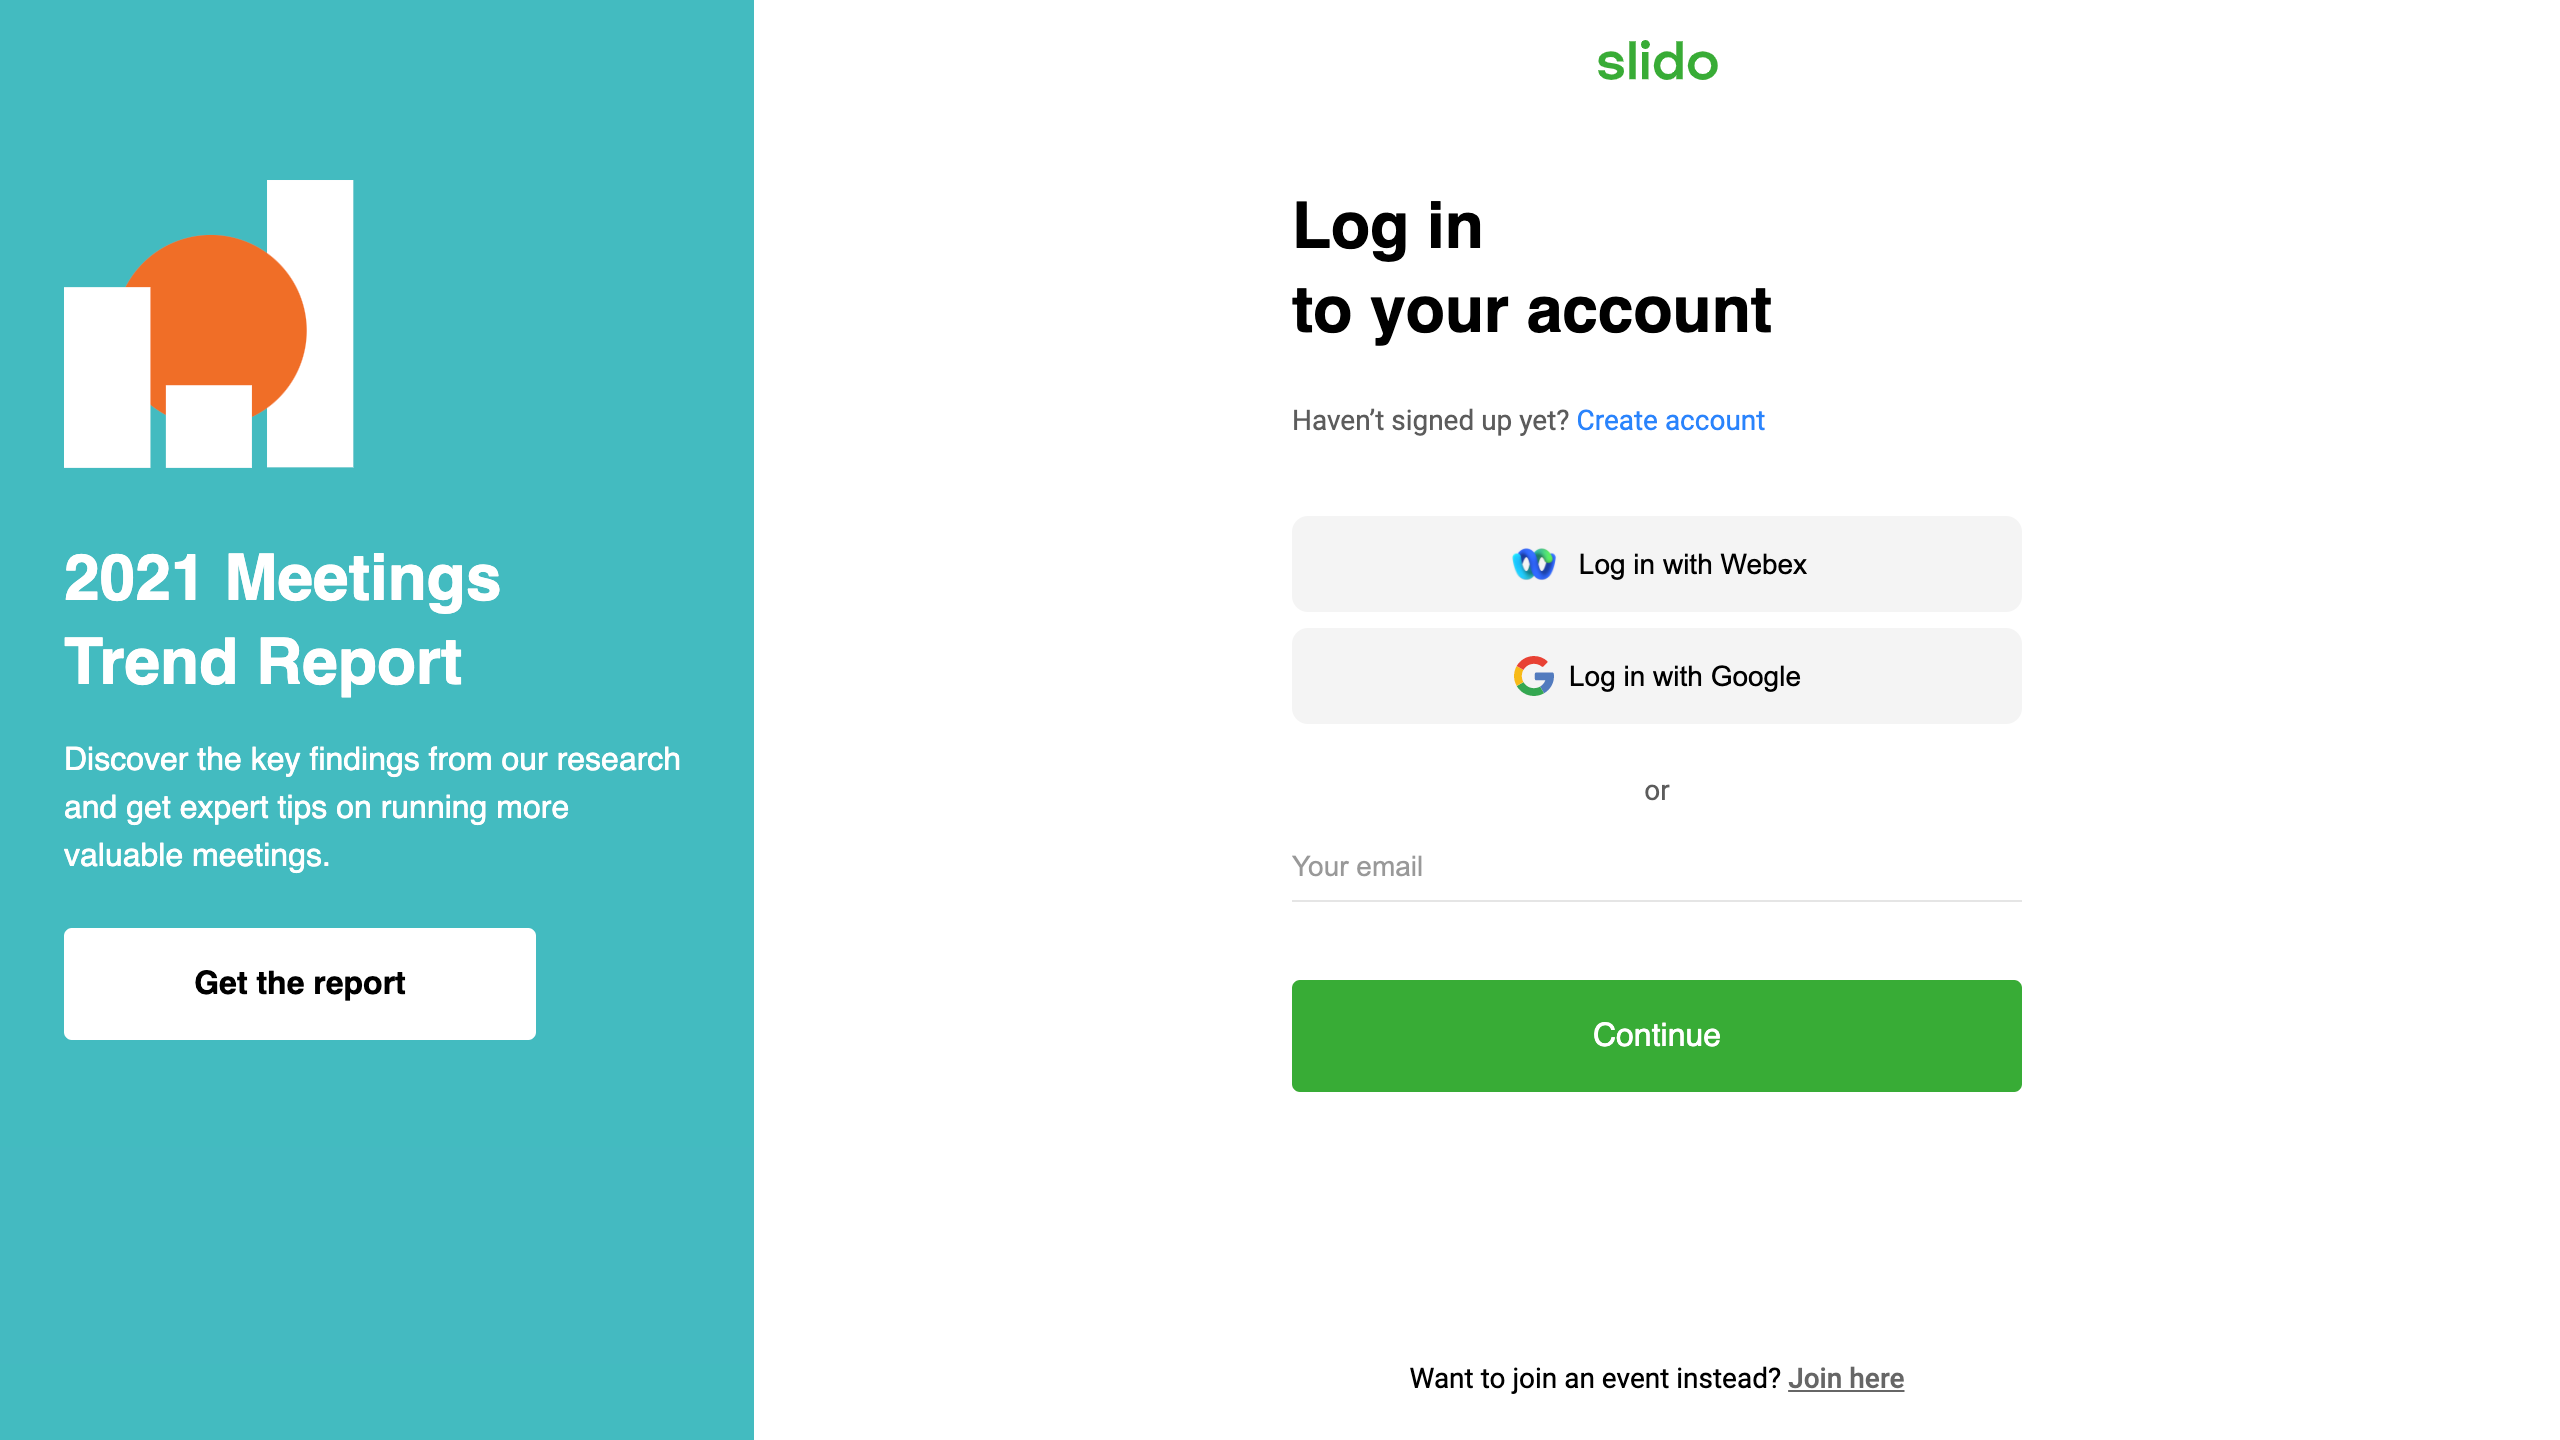 2021 Meetings
Trend Report
Discover the key findings from our research
and get expert tips on running more
valuable meetings.
Get the report
slido
Log in
to your account
Haven’t signed up yet? Create account
Log in with Webex
Log in with Google
or
Your email
Continue
Want to join an event instead? Join here